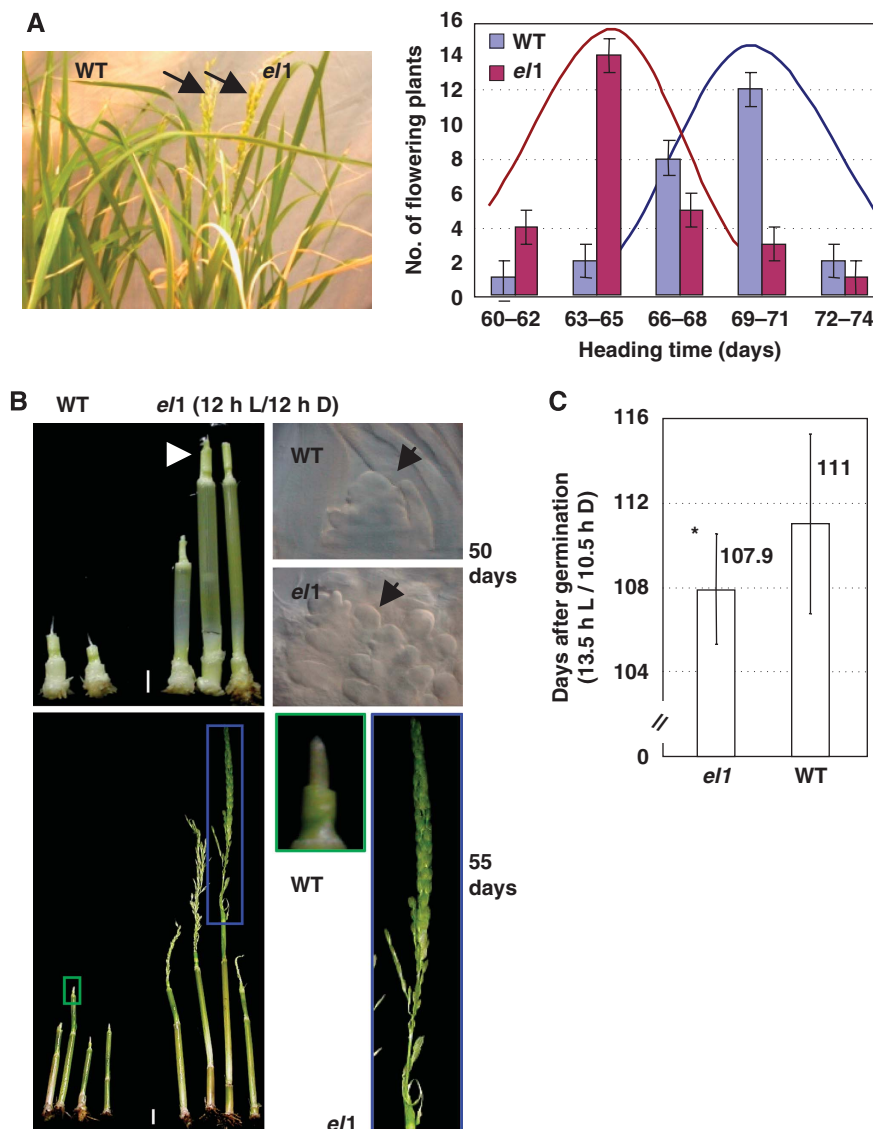 A
WT
el1
No. of flowering plants
16
14
12
10
8
6
4
2
0
WT
el1
60–62 63–65 66–68 69–71 72–74
Heading time (days)
B
WT el1 (12 h L/12 h D)
WT
el1
50
days
WT
55
days
el1
C
Days after germination
(13.5 h L / 10.5 h D)
116
112
108
104
0
*
107.9
111
el1 WT